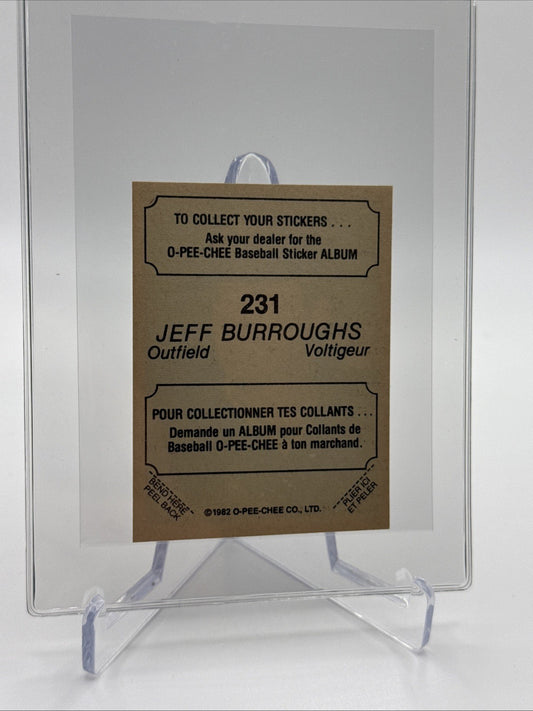 TO COLLECT YOUR STICKERS . . .
Ask your dealer for the
O-PEE-CHEE Baseball Sticker ALBUM
231
JEFF BURROUGHS
Outfield Voltigeur
POUR COLLECTIONNER TES COLLANTS . . .
Demande un ALBUM pour Collants de
Baseball O-PEE-CHEE à ton marchand.
BEND HERE
PEEL BACK
PLIER ICI
ET PELER
©1982 O-PEE-CHEE CO., LTD.